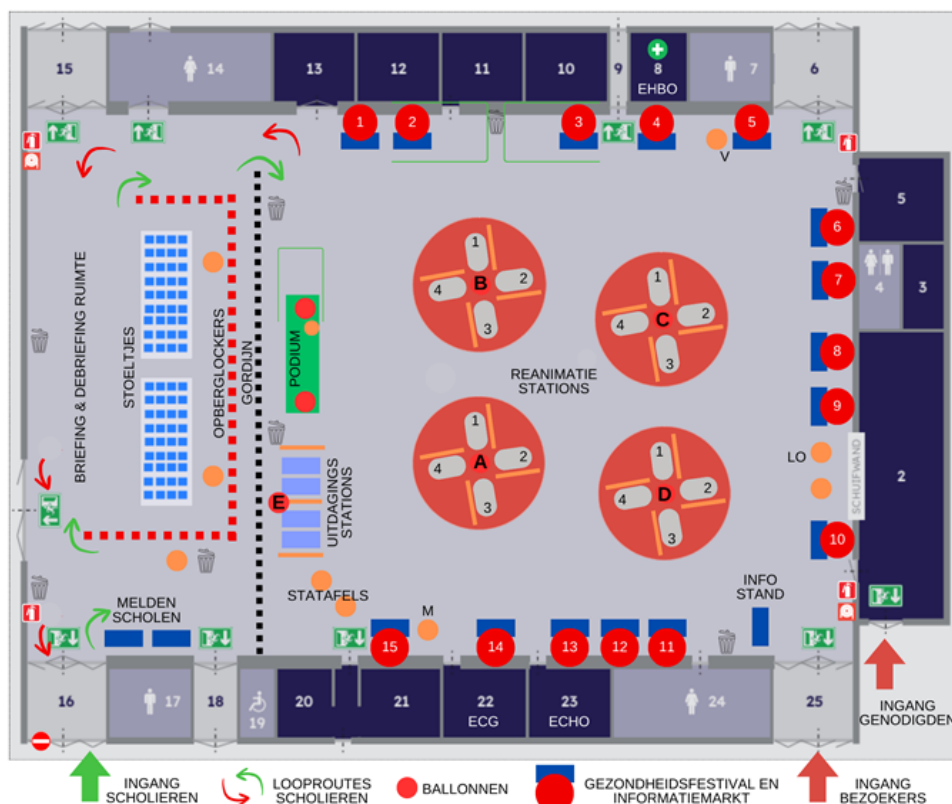 15
14
13
12
11
10
9
8
EHBO
7
6
1
2
3
4
5
V
5
4
3
6
7
8
9
LO
10
SCHUIFWAND
2
BRIEFING & DEBRIEFING RUIMTE
STOELTJES
OPBERGLOCKERS
GORDIJN
PODIUM
B
1
2
3
4
C
1
2
3
4
REANIMATIE
STATIONS
A
1
2
3
4
D
1
2
3
4
E
UITDAGINGS
STATIONS
STATAFELS
M
MELDEN
SCHOLEN
INFO
STAND
15
14
13
12
11
16
17
18
19
20
21
22
ECG
23
ECHO
24
25
INGANG
GENODIGDEN
INGANG
SCHOLIEREN
LOOPROUTES
SCHOLIEREN
BALLONNEN
GEZONDHEIDSFESTIVAL EN
INFORMATIEMARKT
INGANG
BEZOEKERS